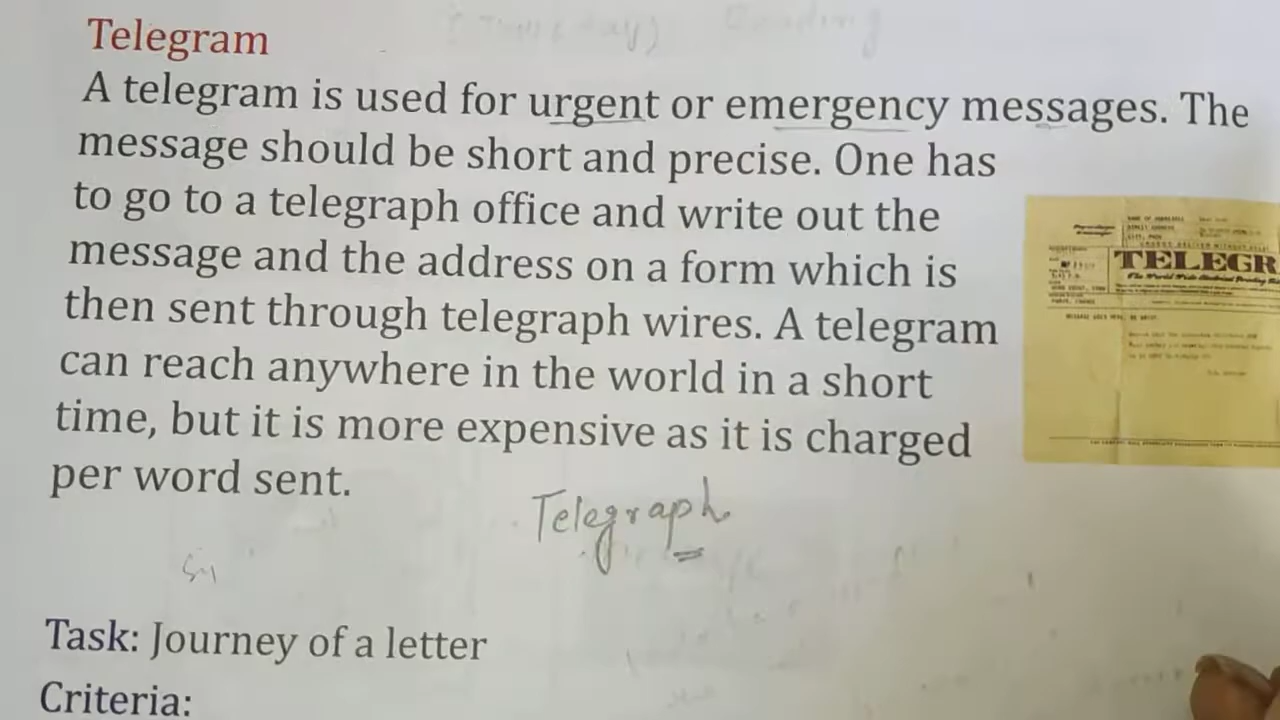 Telegram
A telegram is used for urgent or emergency messages. The
message should be short and precise. One has
to go to a telegraph office and write out the
message and the address on a form which is
then sent through telegraph wires. A telegram
can reach anywhere in the world in a short
time, but it is more expensive as it is charged
per word sent.
TELEGR
Telegraph
Task: Journey of a letter
Criteria: